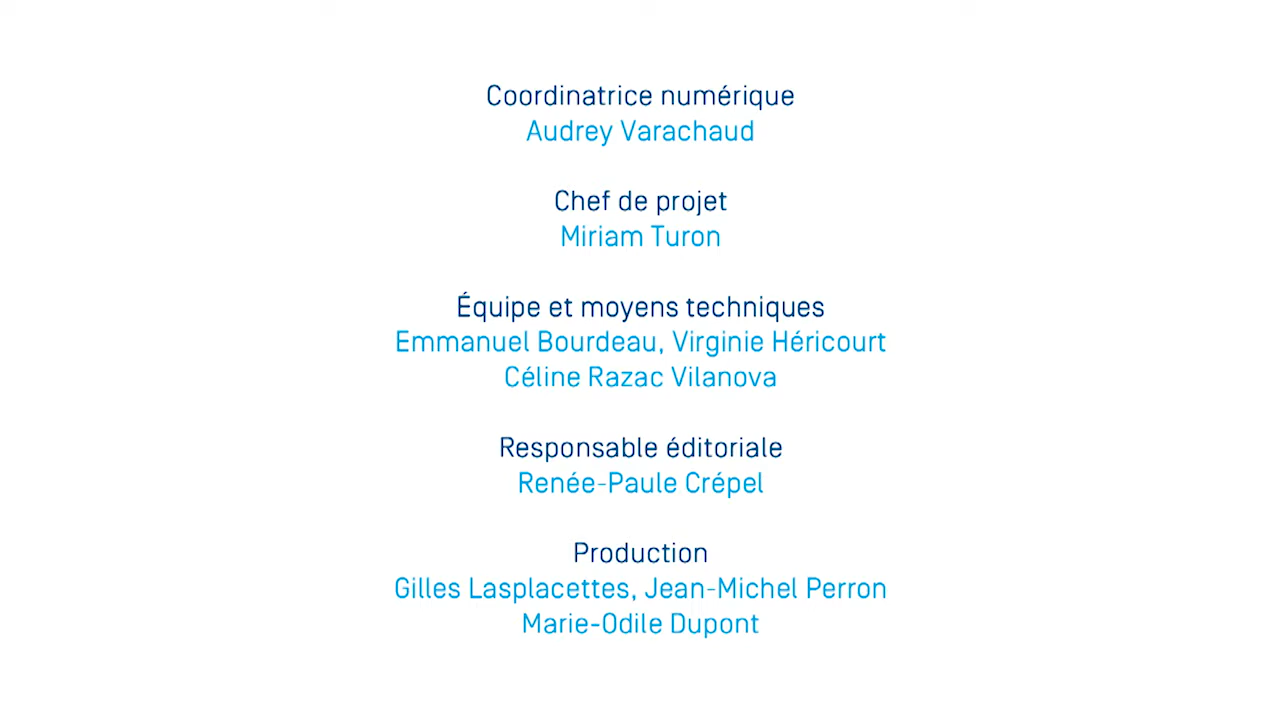 Coordinatrice numérique
Audrey Varachaud
Chef de projet
Miriam Turon
Équipe et moyens techniques
Emmanuel Bourdeau, Virginie Héricourt
Céline Razac Vilanova
Responsable éditoriale
Renée-Paule Crépel
Production
Gilles Lasplacettes, Jean-Michel Perron
Marie-Odile Dupont